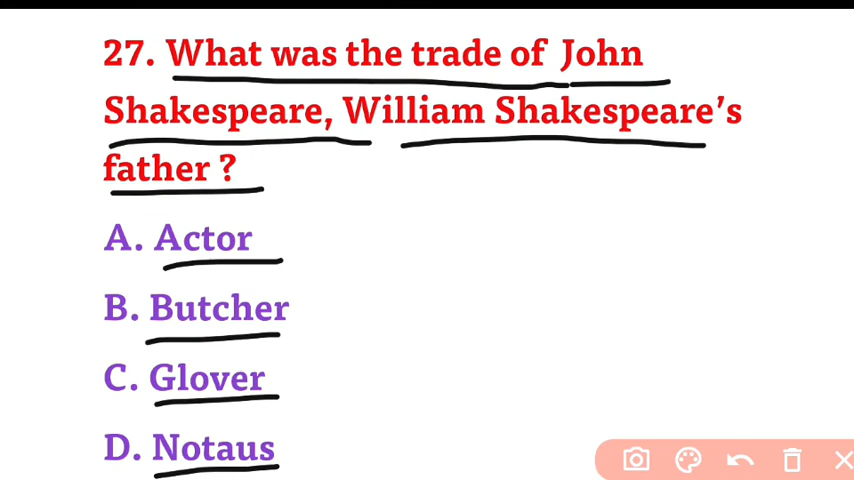 27. What was the trade of John
Shakespeare, William Shakespeare's
father ?
A. Actor
B. Butcher
C. Glover
D. Notaus